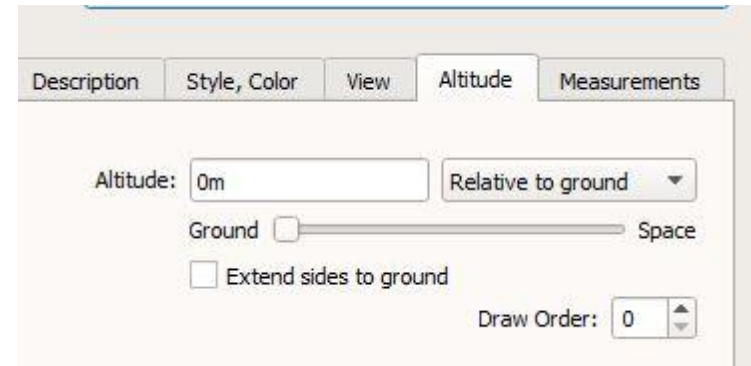 Description Style, Color View Altitude Measurements
Altitude: 0m Relative to ground
Ground Space
Extend sides to ground
Draw Order: 0